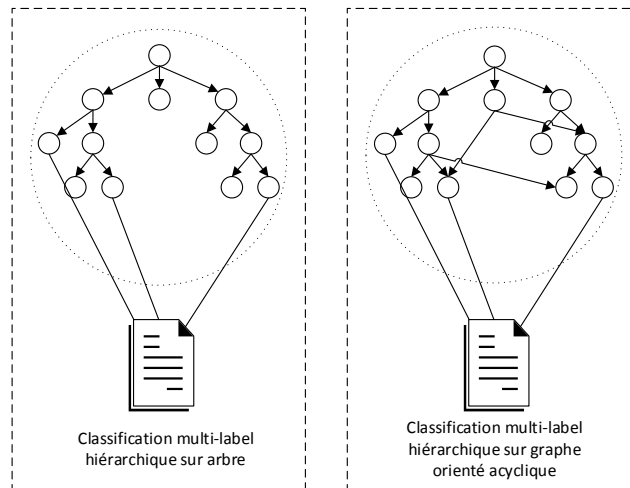 Classification multi-label
hiérarchique sur arbre
Classification multi-label
hiérarchique sur graphe
orienté acyclique